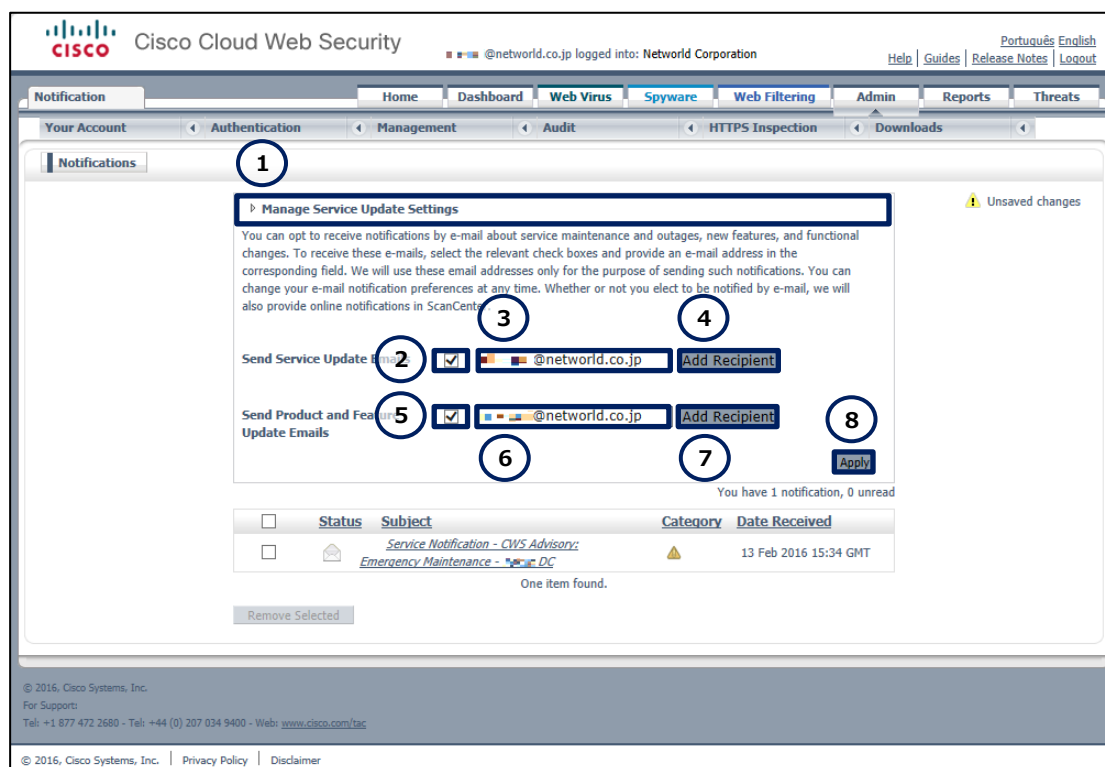 CISCO Cisco Cloud Web Security
@networld.co.jp logged into: Networld Corporation
Português English
Help | Guides | Release Notes | Logout
Notification
Home Dashboard Web Virus Spyware Web Filtering Admin Reports Threats
Your Account Authentication Management Audit HTTPS Inspection Downloads
Notifications
1
Manage Service Update Settings
Unsaved changes
You can opt to receive notifications by e-mail about service maintenance and outages, new features, and functional
changes. To receive these e-mails, select the relevant check boxes and provide an e-mail address in the
corresponding field. We will use these email addresses only for the purpose of sending such notifications. You can
change your e-mail notification preferences at any time. Whether or not you elect to be notified by e-mail, we will
also provide online notifications in ScanCenter.
3 4
Send Service Update Emails 2 @networld.co.jp Add Recipient
Send Product and Feature 5 @networld.co.jp Add Recipient
Update Emails
6 7 8
Apply
You have 1 notification, 0 unread
Status Subject Category Date Received
Service Notification - CWS Advisory:
Emergency Maintenance - DC
13 Feb 2016 15:34 GMT
One item found.
Remove Selected
© 2016, Cisco Systems, Inc.
For Support:
Tel: +1 877 472 2680 - Tel: +44 (0) 207 034 9400 - Web: www.cisco.com/tac
© 2016, Cisco Systems, Inc. | Privacy Policy | Disclaimer